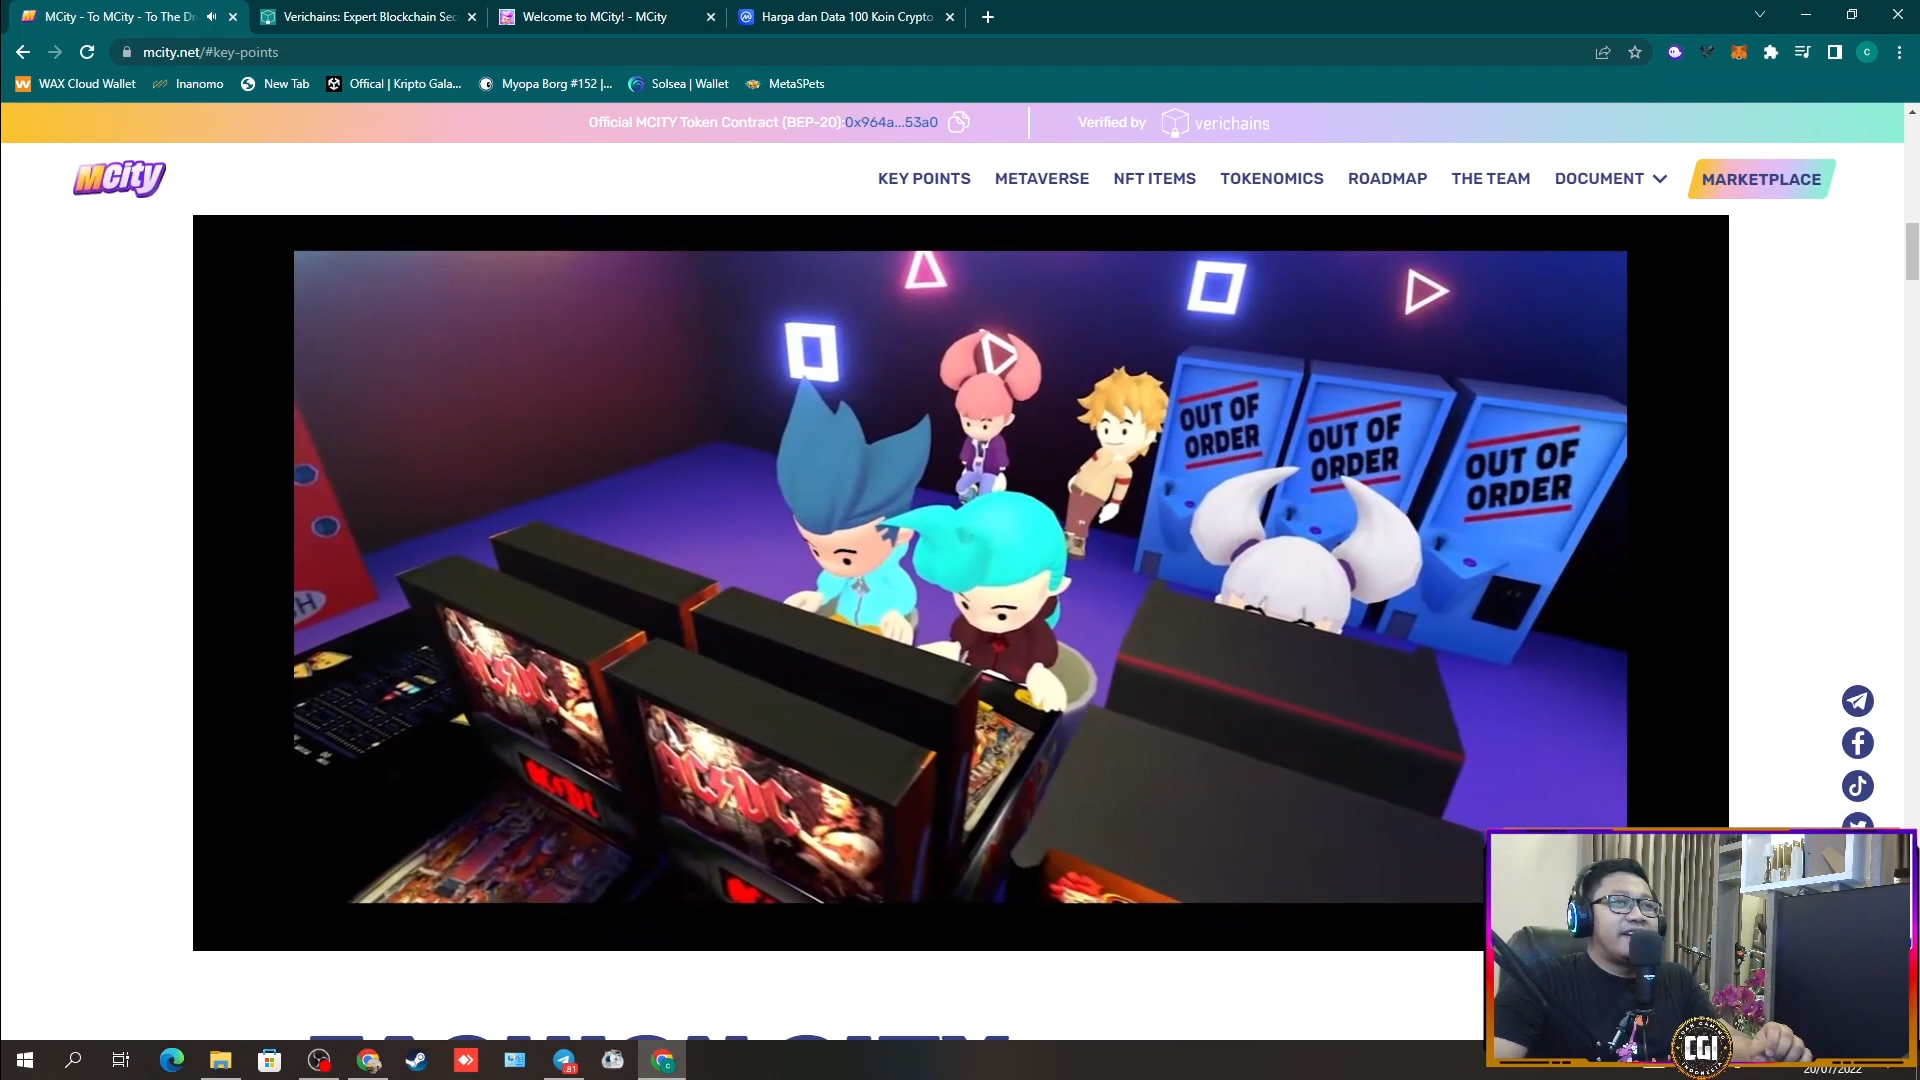 MCity - To MCity - To The Dr
Verichains: Expert Blockchain Sec
Welcome to MCity! - MCity
Harga dan Data 100 Koin Crypto
mcity.net/#key-points
C
WAX Cloud Wallet
Inanomo
New Tab
Offical | Kripto Gala...
Myopa Borg #152 |...
Solsea | Wallet
MetaSPets
Official MCITY Token Contract (BEP-20):0x964a...53a0
Verified by
verichains
MCity
KEY POINTS
METAVERSE
NFT ITEMS
TOKENOMICS
ROADMAP
THE TEAM
DOCUMENT
MARKETPLACE
OUT OF
ORDER
OUT OF
ORDER
OUT OF
ORDER
AC/DC
AC/DC
CGI
81
20/07/2022